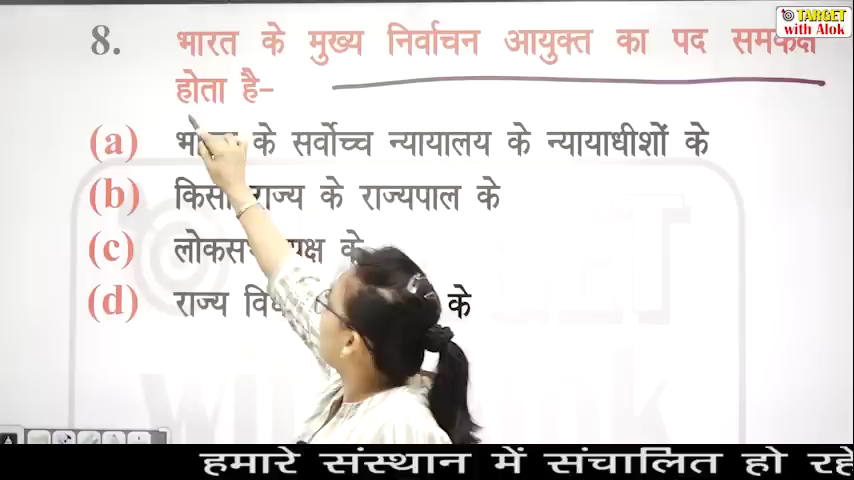 TARGET
with Alok
8. भारत के मुख्य निर्वाचन आयुक्त का पद समकक्ष
होता है-
(a) के सर्वोच्च न्यायालय के न्यायाधीशों के
(b) राज्य के राज्यपाल के
(c) के
(d) राज्य के
हमारे संस्थान में संचालित हो रहे